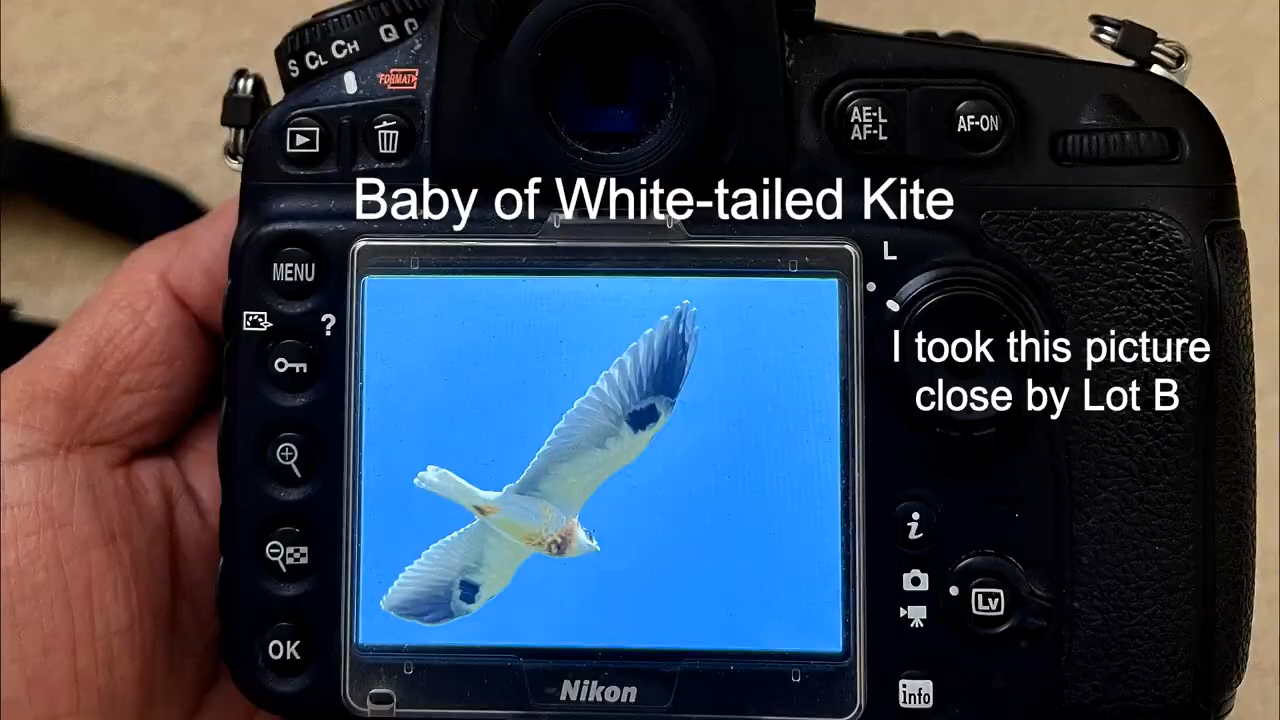 S CL CH Q
FORMAT
AE-L
AF-L
AF-ON
Baby of White-tailed Kite
MENU
L
?
I took this picture
close by Lot B
i
Lv
OK
Nikon
info